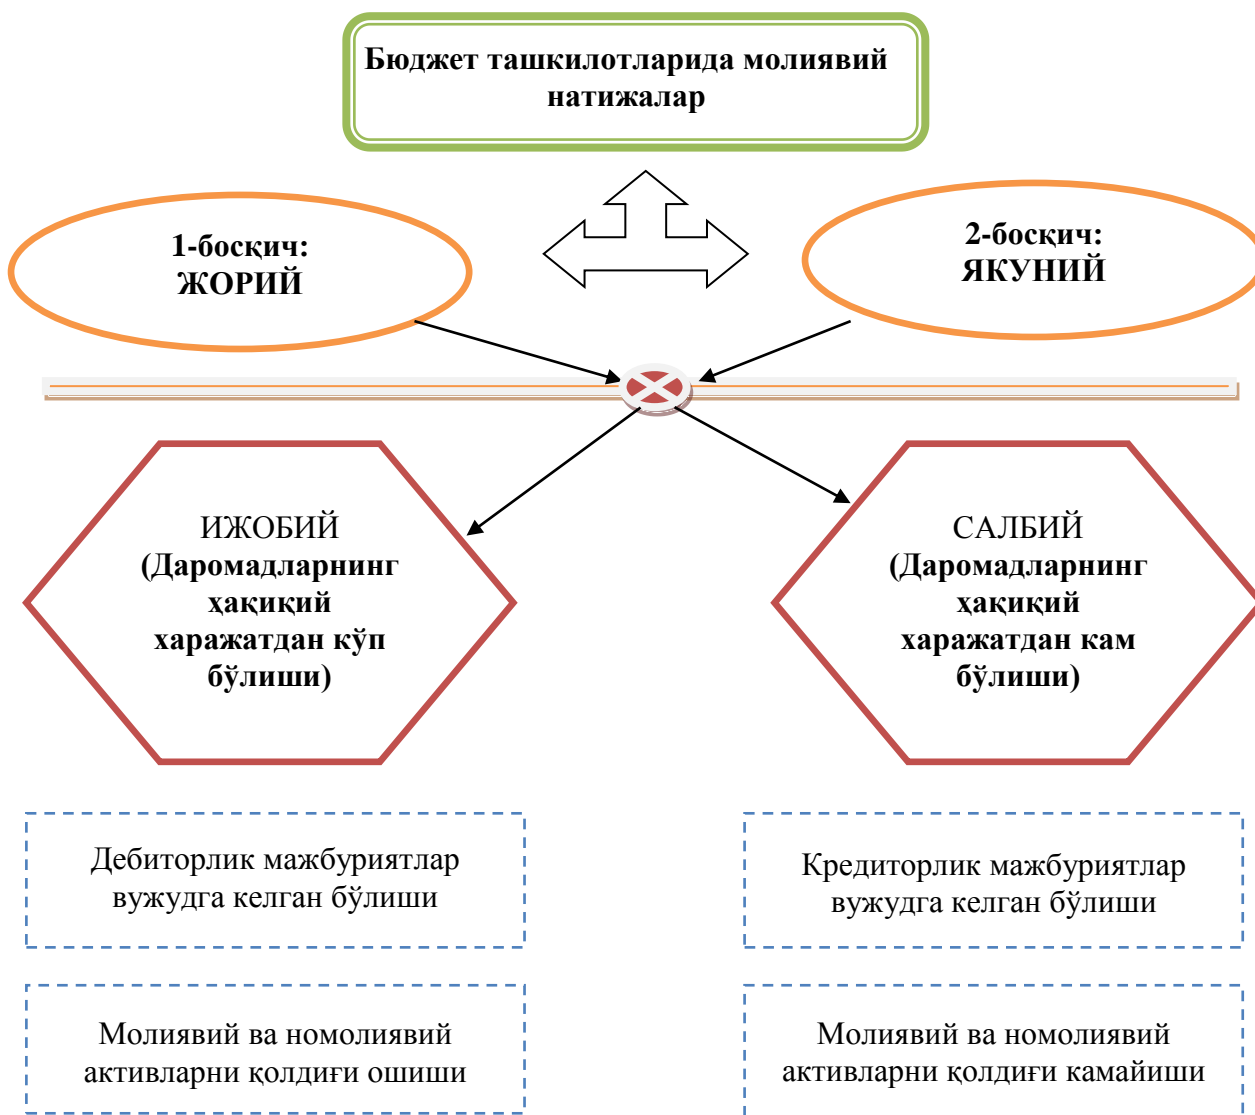 Бюджет ташкилотларида молиявий
натижалар
1-босқич:
ЖОРИЙ
2-босқич:
ЯКУНИЙ
ИЖОБИЙ
(Даромадларнинг
ҳақиқий
харажатдан кўп
бўлиши)
САЛБИЙ
(Даромадларнинг
ҳақиқий
харажатдан кам
бўлиши)
Дебиторлик мажбуриятлар
вужудга келган бўлиши
Кредиторлик мажбуриятлар
вужудга келган бўлиши
Молиявий ва номолиявий
активларни қолдиғи ошиши
Молиявий ва номолиявий
активларни қолдиғи камайиши